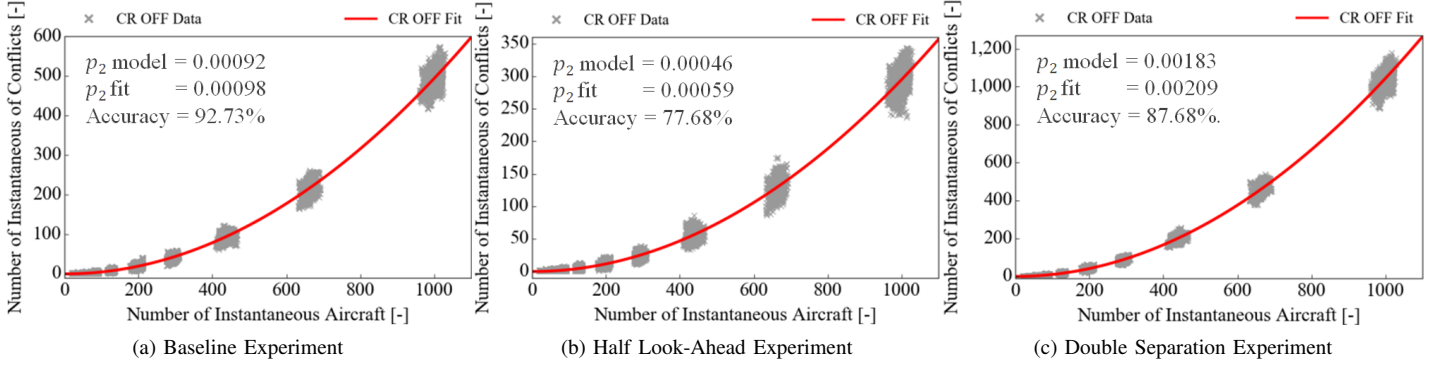 × CR OFF Data — CR OFF Fit
Number of Instantaneous of Conflicts [-]
600
500
400
300
200
100
0
p₂ model = 0.00092
p₂ fit = 0.00098
Accuracy = 92.73%
0 200 400 600 800 1000
Number of Instantaneous Aircraft [-]
(a) Baseline Experiment
× CR OFF Data — CR OFF Fit
Number of Instantaneous of Conflicts [-]
350
300
250
200
150
100
50
0
p₂ model = 0.00046
p₂ fit = 0.00059
Accuracy = 77.68%
0 200 400 600 800 1000
Number of Instantaneous Aircraft [-]
(b) Half Look-Ahead Experiment
× CR OFF Data — CR OFF Fit
Number of Instantaneous of Conflicts [-]
1,200
1,000
800
600
400
200
0
p₂ model = 0.00183
p₂ fit = 0.00209
Accuracy = 87.68%.
0 200 400 600 800 1000
Number of Instantaneous Aircraft [-]
(c) Double Separation Experiment